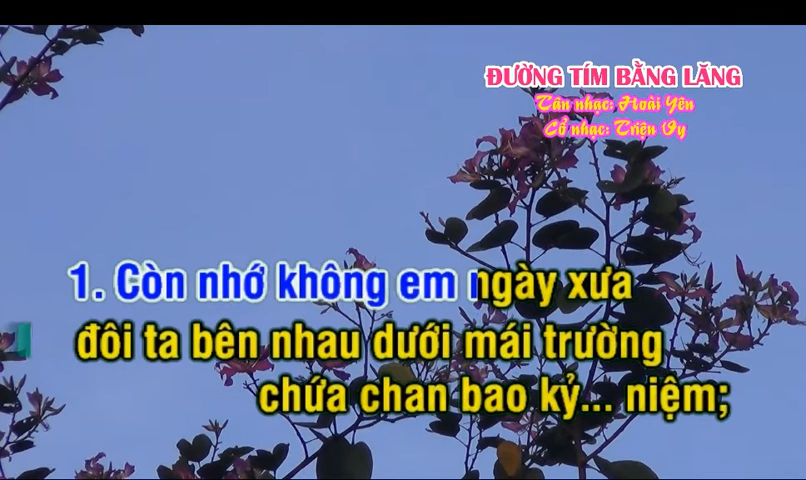 ĐƯỜNG TÍM BẰNG LĂNG
Tân nhạc: Hoài Yên
Cổ nhạc: Triệu Vy
1. Còn nhớ không em ngày xưa
đôi ta bên nhau dưới mái trường
chứa chan bao kỷ... niệm;